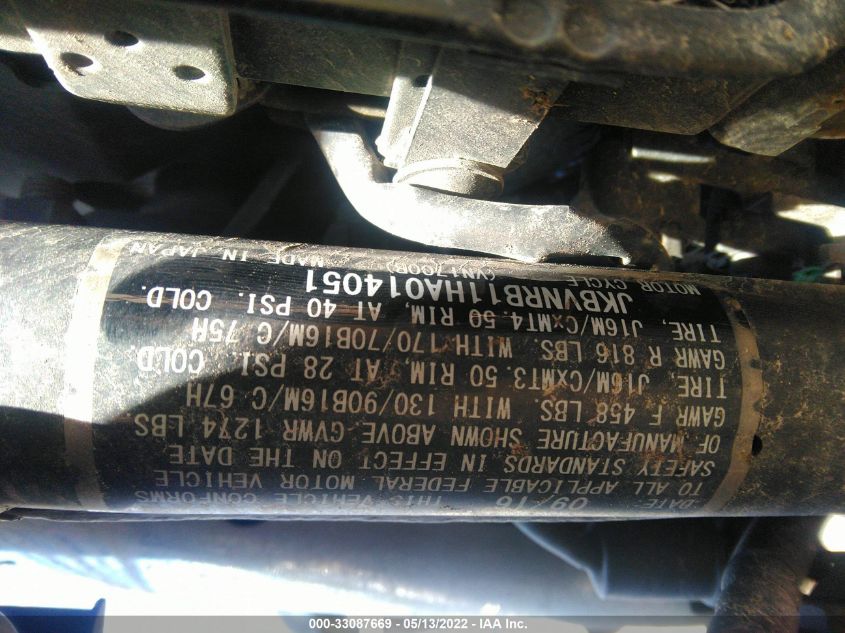 DATE: 09/16 THIS VEHICLE CONFORMS
TO ALL APPLICABLE FEDERAL MOTOR VEHICLE
SAFETY STANDARDS IN EFFECT ON THE DATE
OF MANUFACTURE SHOWN ABOVE GVWR 1274 LBS
GAWR F 458 LBS. WITH 130/90B16M/C 67H
TIRE, J16M/CxMT3.50 RIM, AT 28 PSI. COLD.
GAWR R 816 LBS. WITH 170/70B16M/C 75H
TIRE, J16M/CxMT4.50 RIM, AT 40 PSI. COLD.
JKBVNRB11HA014051
MOTOR CYCLE (VN1700B) MADE IN JAPAN
000-33087669 - 05/13/2022 - IAA Inc.